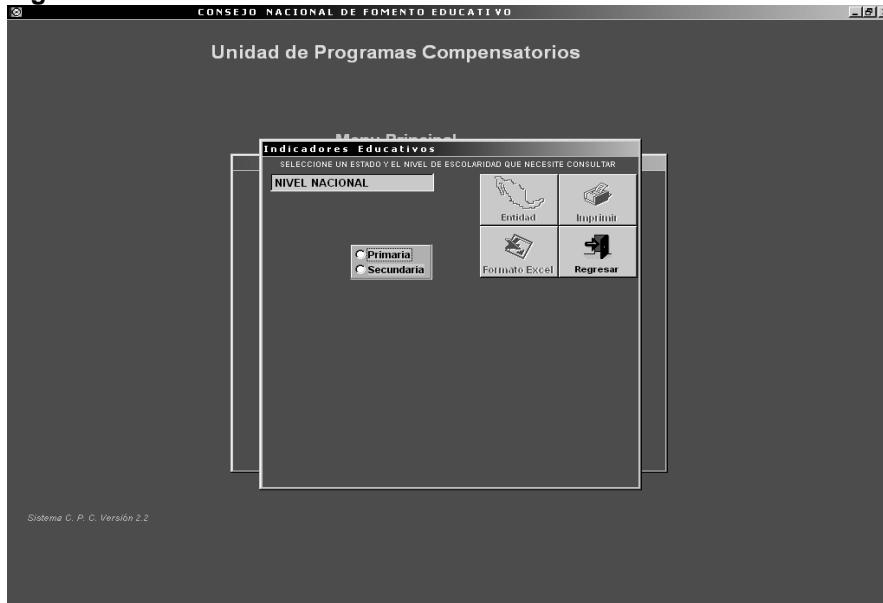 CONSEJO NACIONAL DE FOMENTO EDUCATIVO
Unidad de Programas Compensatorios
Menu Principal
Indicadores Educativos
SELECCIONE UN ESTADO Y EL NIVEL DE ESCOLARIDAD QUE NECESITE CONSULTAR
NIVEL NACIONAL
Entidad
Imprimir
Primaria
Secundaria
Formato Excel
Regresar
Sistema C. P. C. Versión 2.2